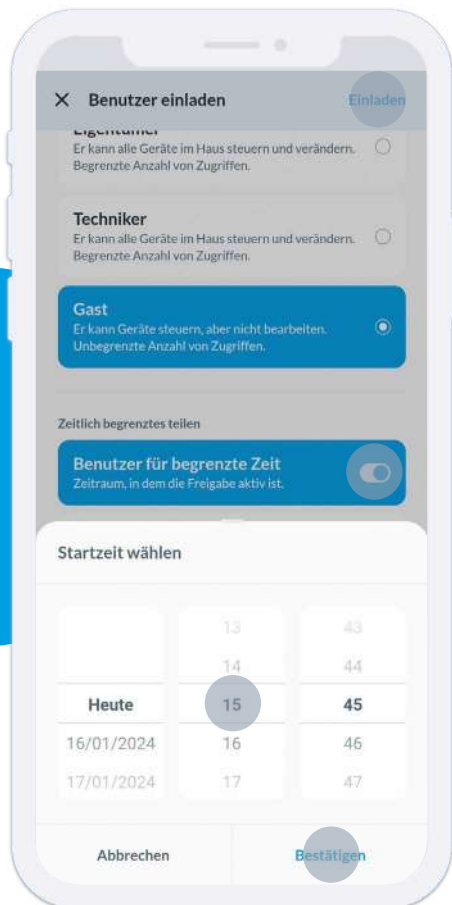 Benutzer einladen
Einladen
Eigentümer
Er kann alle Geräte im Haus steuern und verändern.
Begrenzte Anzahl von Zugriffen.
Techniker
Er kann alle Geräte im Haus steuern und verändern.
Begrenzte Anzahl von Zugriffen.
Gast
Er kann Geräte steuern, aber nicht bearbeiten.
Unbegrenzte Anzahl von Zugriffen.
Zeitlich begrenztes teilen
Benutzer für begrenzte Zeit
Zeitraum, in dem die Freigabe aktiv ist.
Startzeit wählen
13 43
14 44
Heute 15 45
16/01/2024 16 46
17/01/2024 17 47
Abbrechen Bestätigen